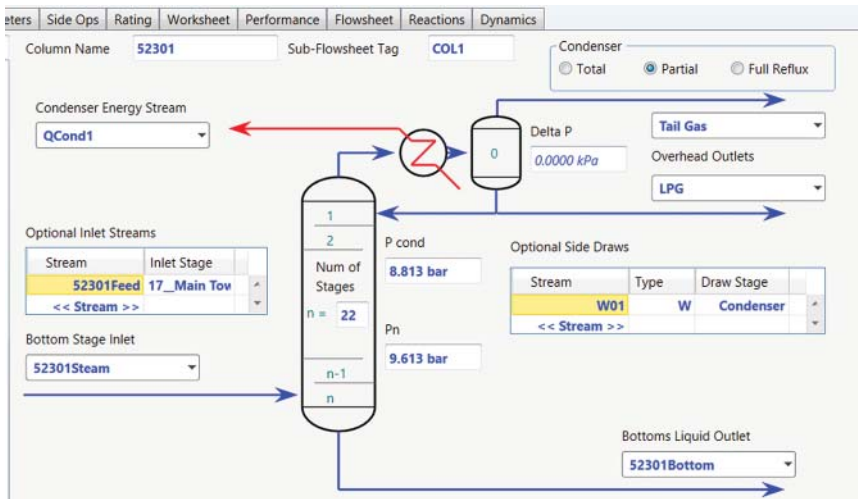 eters Side Ops Rating Worksheet Performance Flowsheet Reactions Dynamics
Column Name 52301 Sub-Flowsheet Tag COL1
Condenser
Total Partial Full Reflux
Condenser Energy Stream
QCond1
Delta P
0.0000 kPa
0
Tail Gas
Overhead Outlets
LPG
Optional Inlet Streams
Stream Inlet Stage
52301Feed 17__Main Tow
<< Stream >>
Bottom Stage Inlet
52301Steam
1
2
Num of
Stages
n = 22
n-1
n
P cond
8.813 bar
Pn
9.613 bar
Optional Side Draws
Stream Type Draw Stage
W01 W Condenser
<< Stream >>
Bottoms Liquid Outlet
52301Bottom